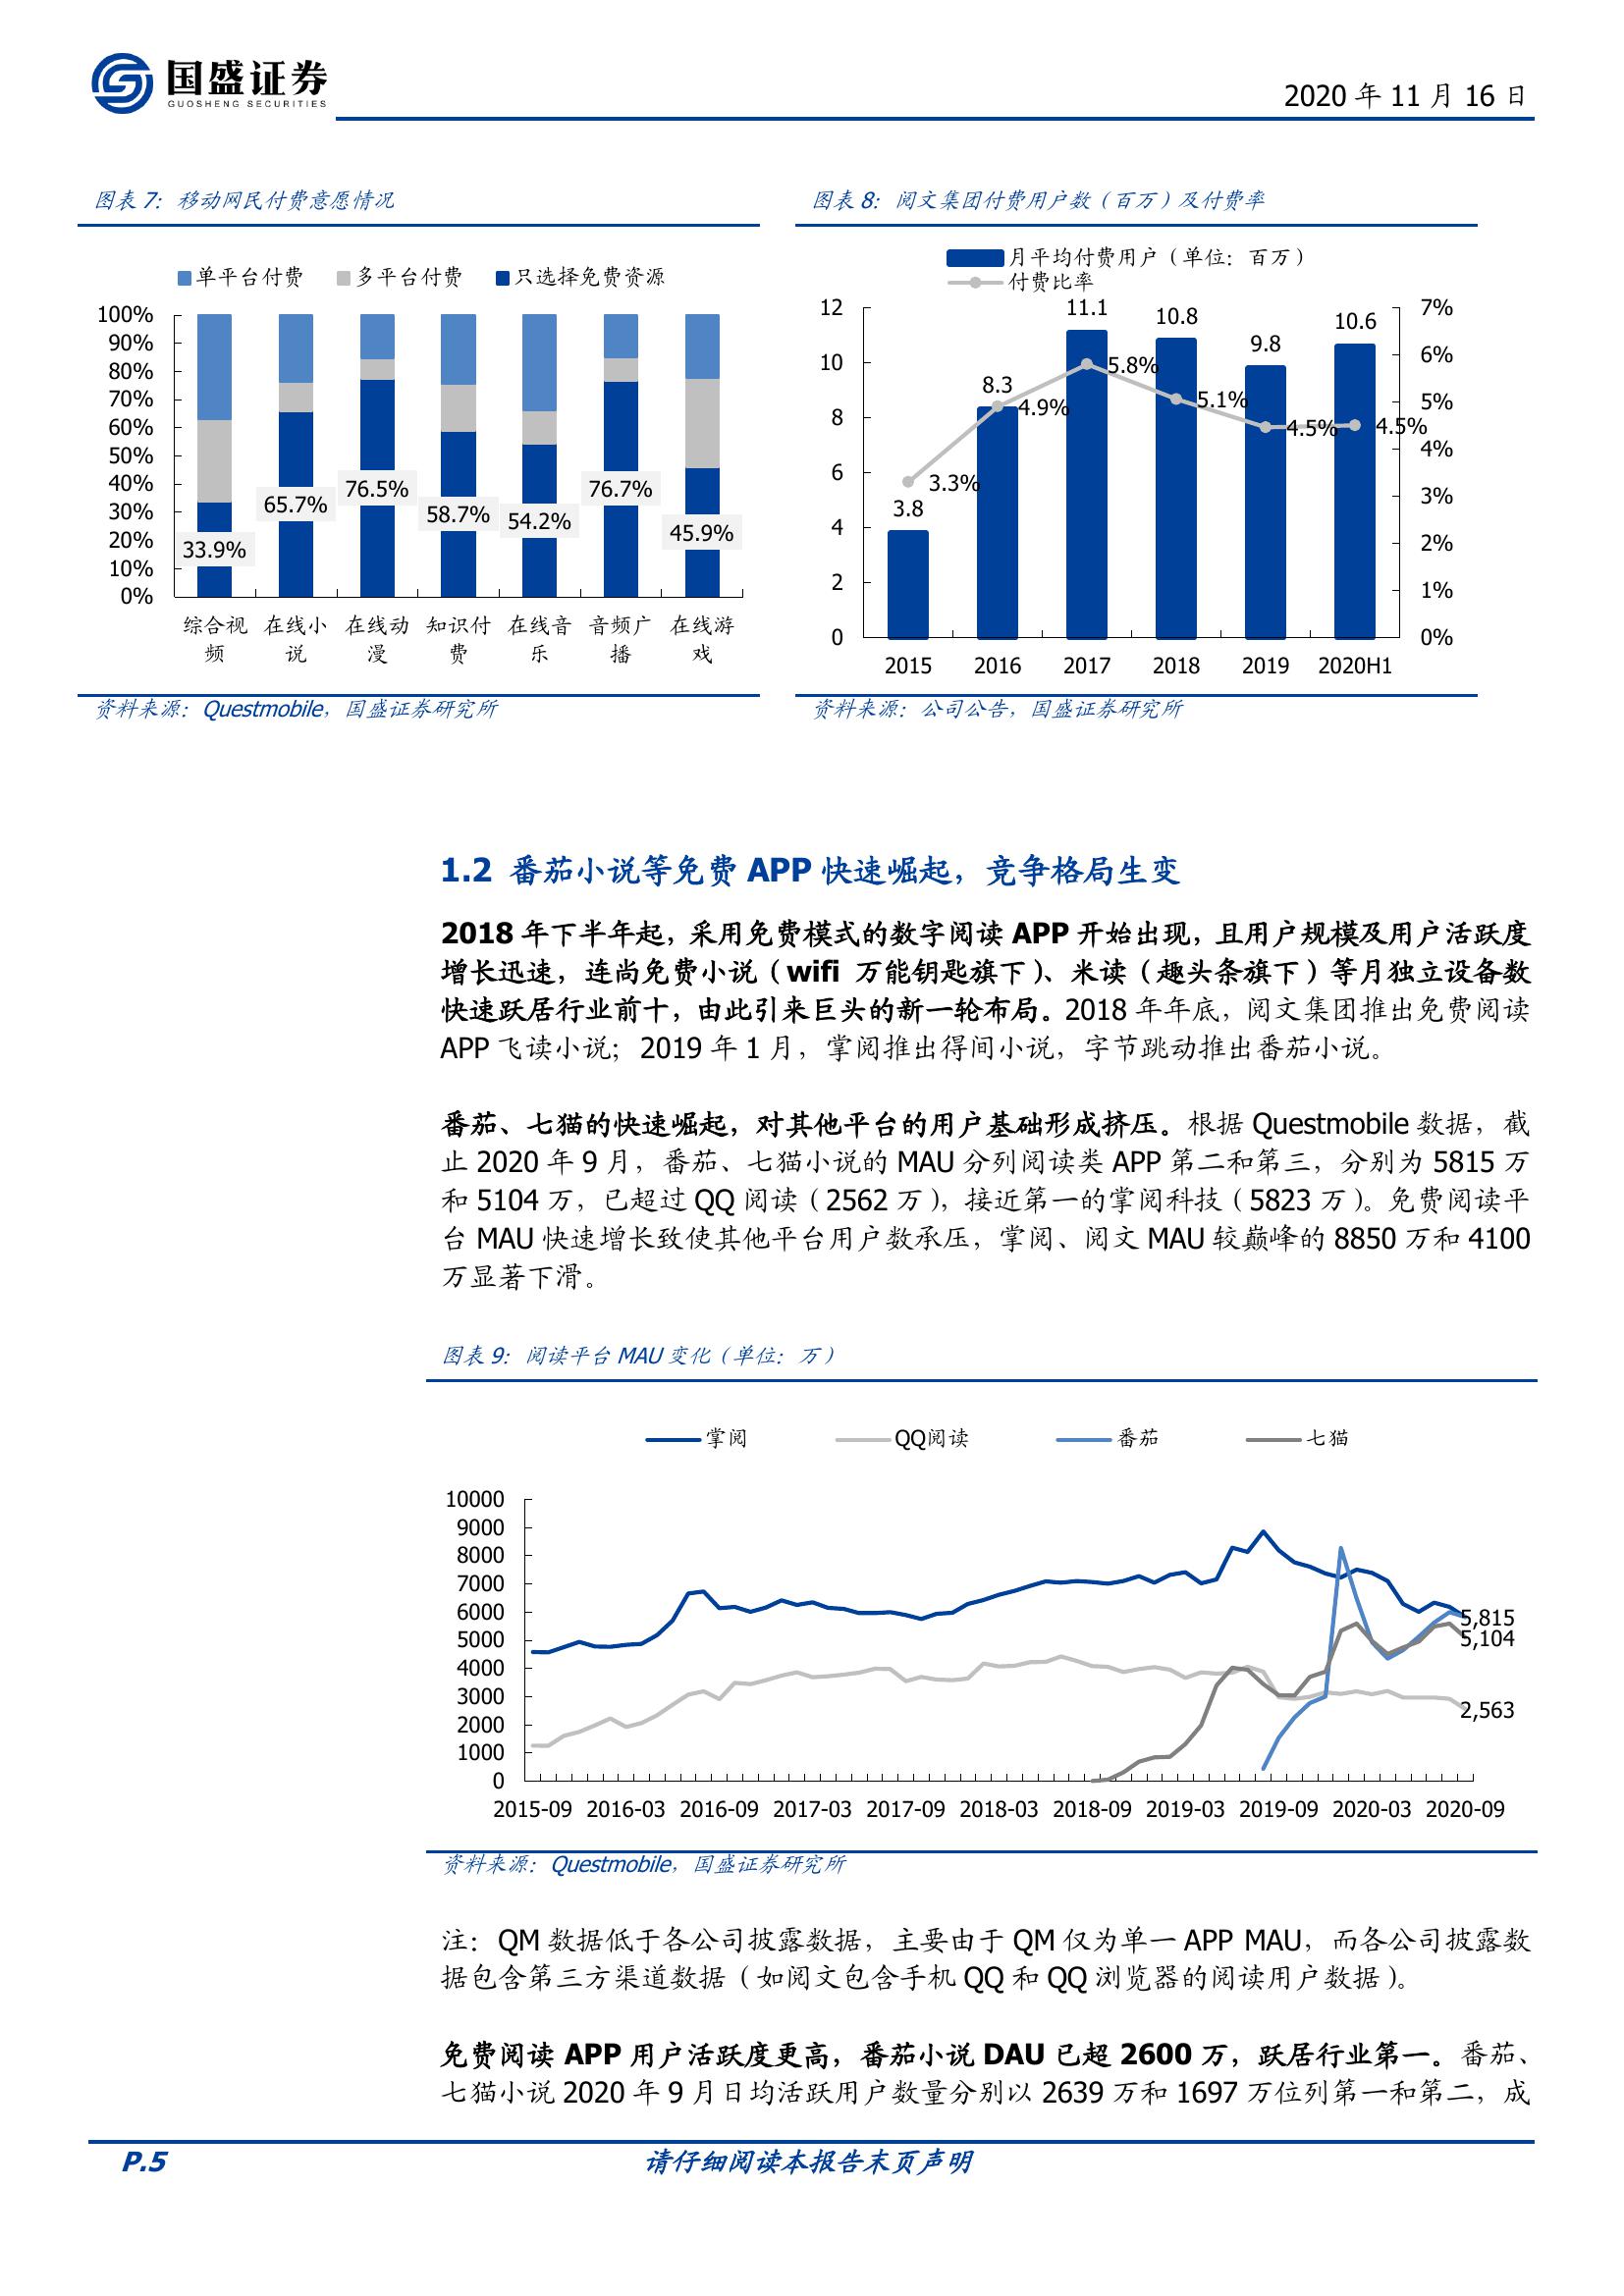 国盛证券
GUOSHENG SECURITIES
2020 年 11 月 16 日
图表 7：移动网民付费意愿情况
单平台付费 多平台付费 只选择免费资源
100%
90%
80%
70%
60%
50%
40%
30%
20%
10%
0%
33.9%
65.7%
76.5%
58.7%
54.2%
76.7%
45.9%
综合视频
在线小说
在线动漫
知识付费
在线音乐
音频广播
在线游戏
资料来源：Questmobile，国盛证券研究所
图表 8：阅文集团付费用户数（百万）及付费率
月平均付费用户（单位：百万）
付费比率
12
10
8
6
4
2
0
7%
6%
5%
4%
3%
2%
1%
0%
3.8
8.3
11.1
10.8
9.8
10.6
3.3%
4.9%
5.8%
5.1%
4.5%
4.5%
2015 2016 2017 2018 2019 2020H1
资料来源：公司公告，国盛证券研究所
1.2 番茄小说等免费 APP 快速崛起，竞争格局生变
2018 年下半年起，采用免费模式的数字阅读 APP 开始出现，且用户规模及用户活跃度
增长迅速，连尚免费小说（wifi 万能钥匙旗下）、米读（趣头条旗下）等月独立设备数
快速跃居行业前十，由此引来巨头的新一轮布局。2018 年年底，阅文集团推出免费阅读
APP 飞读小说；2019 年 1 月，掌阅推出得间小说，字节跳动推出番茄小说。
番茄、七猫的快速崛起，对其他平台的用户基础形成挤压。根据 Questmobile 数据，截
止 2020 年 9 月，番茄、七猫小说的 MAU 分列阅读类 APP 第二和第三，分别为 5815 万
和 5104 万，已超过 QQ 阅读（2562 万），接近第一的掌阅科技（5823 万）。免费阅读平
台 MAU 快速增长致使其他平台用户数承压，掌阅、阅文 MAU 较巅峰的 8850 万和 4100
万显著下滑。
图表 9：阅读平台 MAU 变化（单位：万）
掌阅 QQ阅读 番茄 七猫
10000
9000
8000
7000
6000
5000
4000
3000
2000
1000
0
5,815
5,104
2,563
2015-09 2016-03 2016-09 2017-03 2017-09 2018-03 2018-09 2019-03 2019-09 2020-03 2020-09
资料来源：Questmobile，国盛证券研究所
注：QM 数据低于各公司披露数据，主要由于 QM 仅为单一 APP MAU，而各公司披露数
据包含第三方渠道数据（如阅文包含手机 QQ 和 QQ 浏览器的阅读用户数据）。
免费阅读 APP 用户活跃度更高，番茄小说 DAU 已超 2600 万，跃居行业第一。番茄、
七猫小说 2020 年 9 月日均活跃用户数量分别以 2639 万和 1697 万位列第一和第二，成
P.5
请仔细阅读本报告末页声明